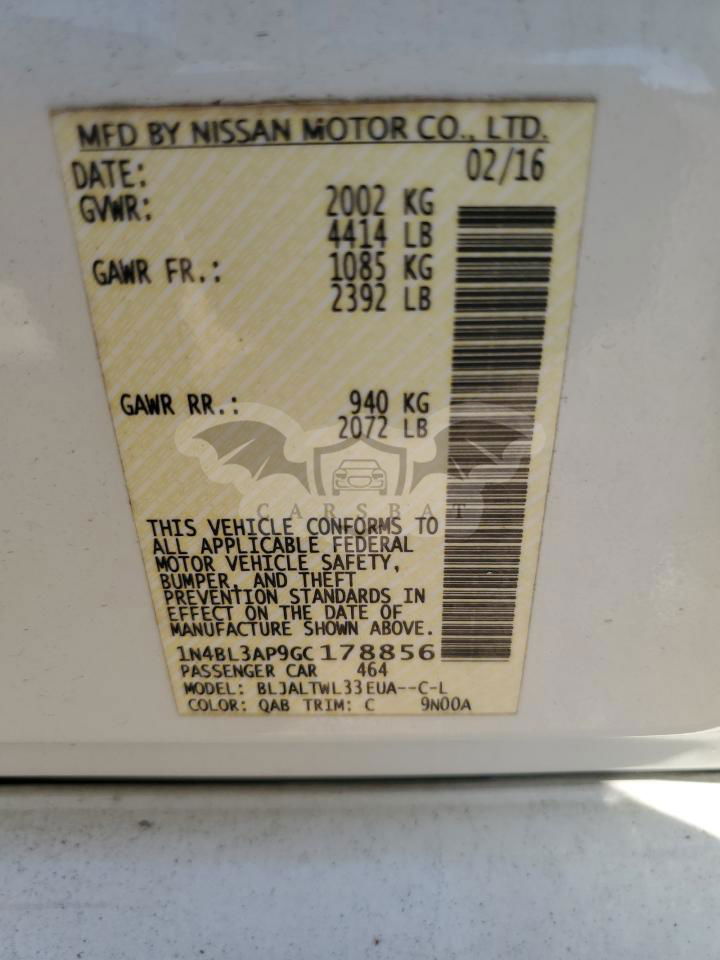 MFD BY NISSAN MOTOR CO., LTD.
DATE: 02/16
GVWR: 2002 KG
4414 LB
GAWR FR.: 1085 KG
2392 LB
GAWR RR.: 940 KG
2072 LB
CARSBAT
THIS VEHICLE CONFORMS TO
ALL APPLICABLE FEDERAL
MOTOR VEHICLE SAFETY,
BUMPER, AND THEFT
PREVENTION STANDARDS IN
EFFECT ON THE DATE OF
MANUFACTURE SHOWN ABOVE.
1N4BL3AP9GC178856
PASSENGER CAR 464
MODEL: BLJALTWL33EUA--C-L
COLOR: QAB TRIM: C 9N00A